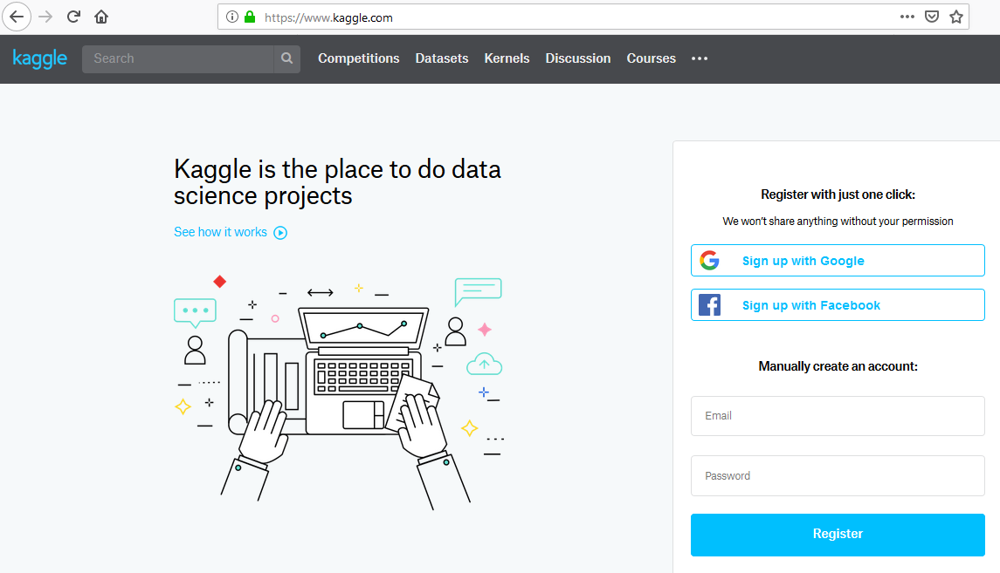 https://www.kaggle.com
kaggle
Search
Competitions Datasets Kernels Discussion Courses
Kaggle is the place to do data
science projects
See how it works
Register with just one click:
We won't share anything without your permission
Sign up with Google
Sign up with Facebook
Manually create an account:
Email
Password
Register